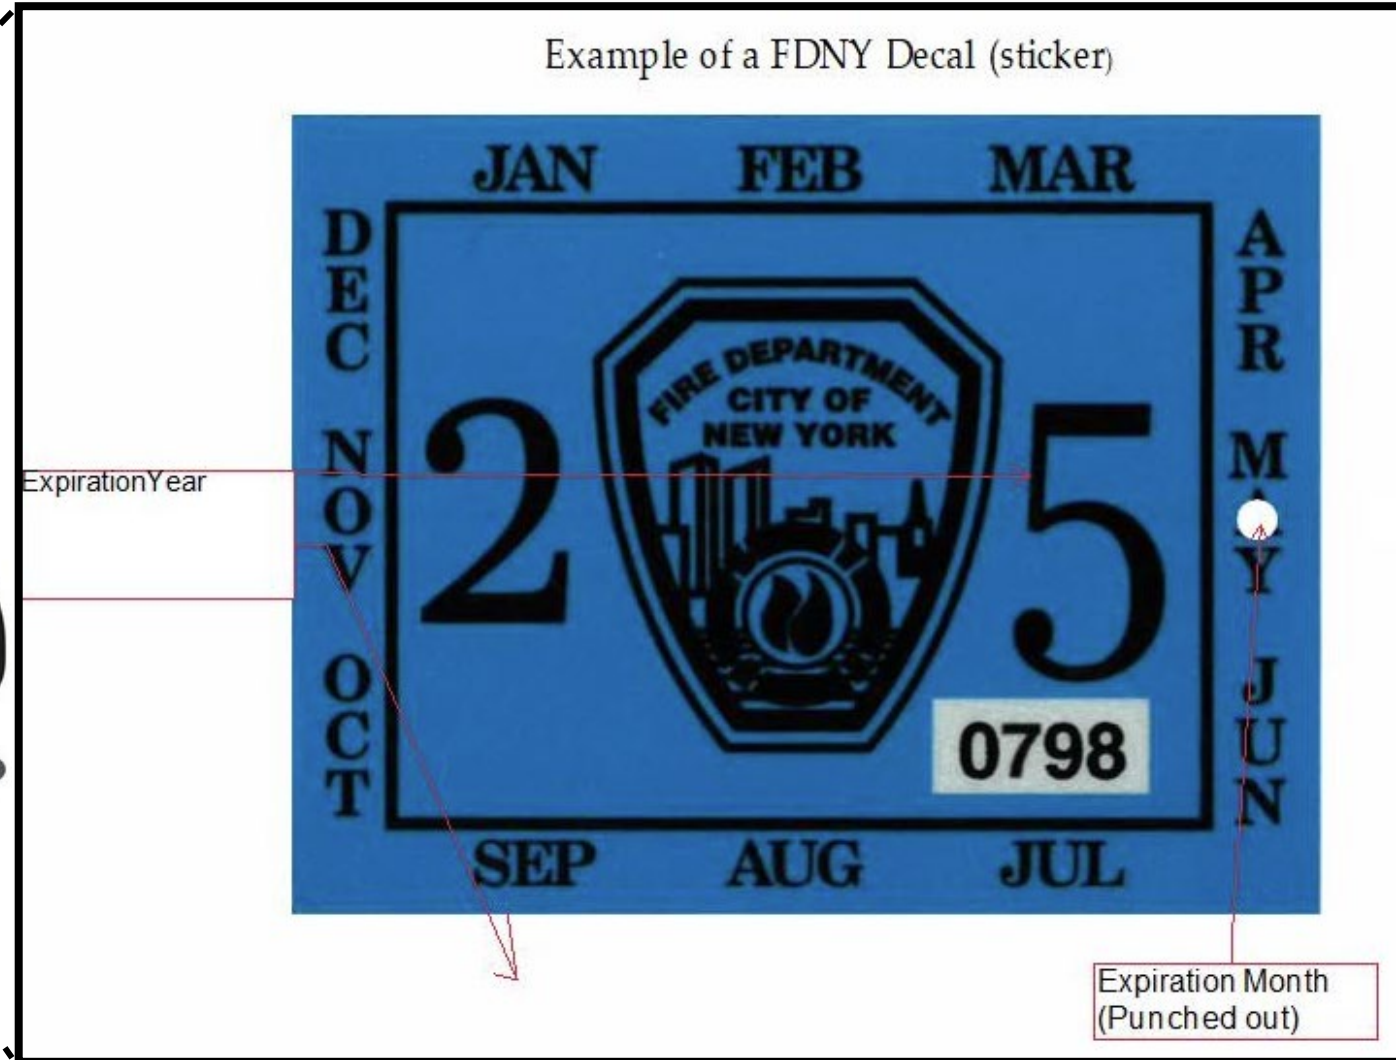 Example of a FDNY Decal (sticker)
JAN FEB MAR
DEC
NOV
OCT
APR
MAY
JUN
FIRE DEPARTMENT
CITY OF
NEW YORK
2 5
0798
SEP AUG JUL
ExpirationYear
Expiration Month
(Punched out)